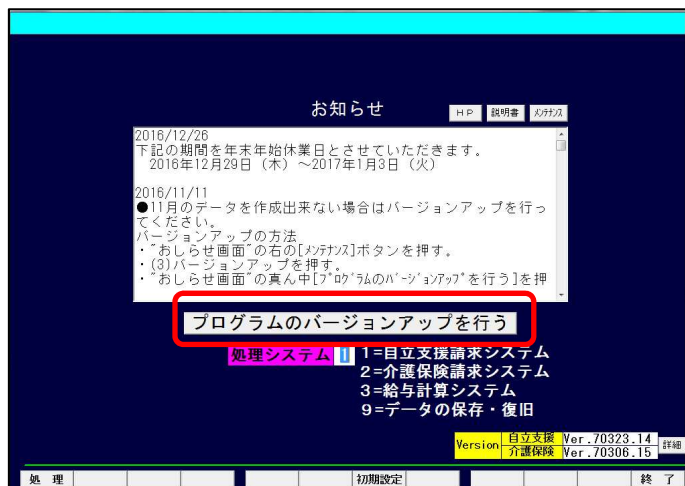 お知らせ
HP 説明書 メンテナンス
2016/12/26
下記の期間を年末年始休業日とさせていただきます。
2016年12月29日（木）～2017年1月3日（火）
2016/11/11
●11月のデータを作成出来ない場合はバージョンアップを行っ
てください。
バージョンアップの方法
・"おしらせ画面"の右の[ﾒﾝﾃﾅﾝｽ]ボタンを押す。
・(3)バージョンアップを押す。
・"おしらせ画面"の真ん中[ﾌﾟﾛｸﾞﾗﾑのﾊﾞｰｼﾞｮﾝｱｯﾌﾟを行う]を押
プログラムのバージョンアップを行う
処理システム 1 1=自立支援請求システム
2=介護保険請求システム
3=給与計算システム
9=データの保存・復旧
Version 自立支援 Ver.70323.14
介護保険 Ver.70306.15 詳細
処 理 初期設定 終 了